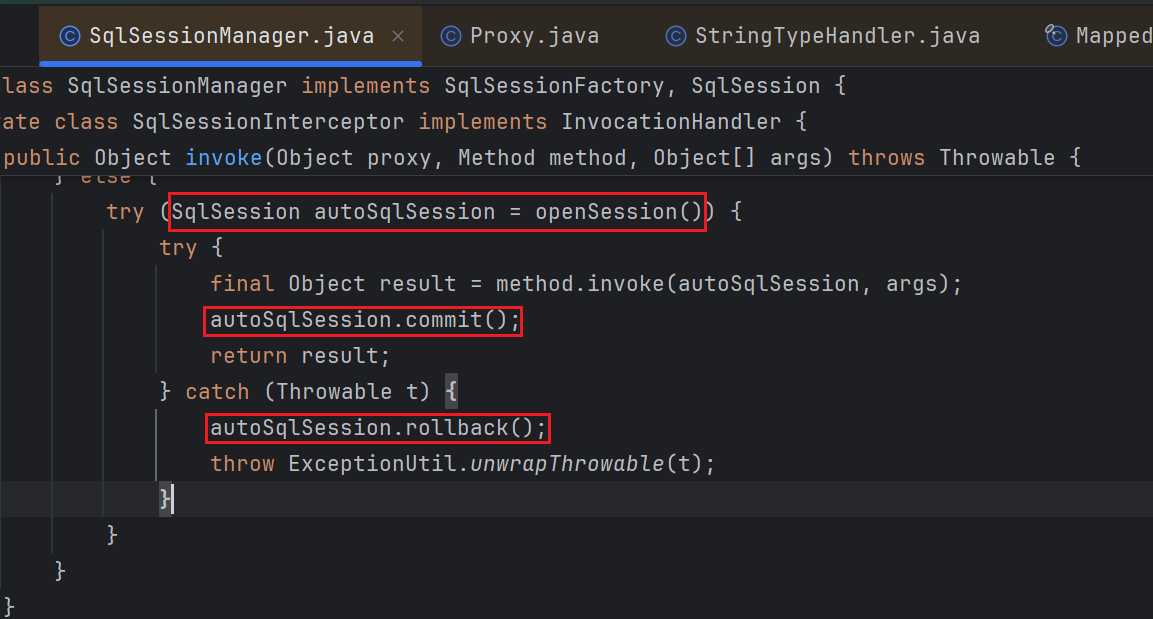 SqlSessionManager.java × Proxy.java StringTypeHandler.java Mapped
lass SqlSessionManager implements SqlSessionFactory, SqlSession {
ate class SqlSessionInterceptor implements InvocationHandler {
public Object invoke(Object proxy, Method method, Object[] args) throws Throwable {
} else {
try (SqlSession autoSqlSession = openSession()) {
try {
final Object result = method.invoke(autoSqlSession, args);
autoSqlSession.commit();
return result;
} catch (Throwable t) {
autoSqlSession.rollback();
throw ExceptionUtil.unwrapThrowable(t);
}
}
}
}